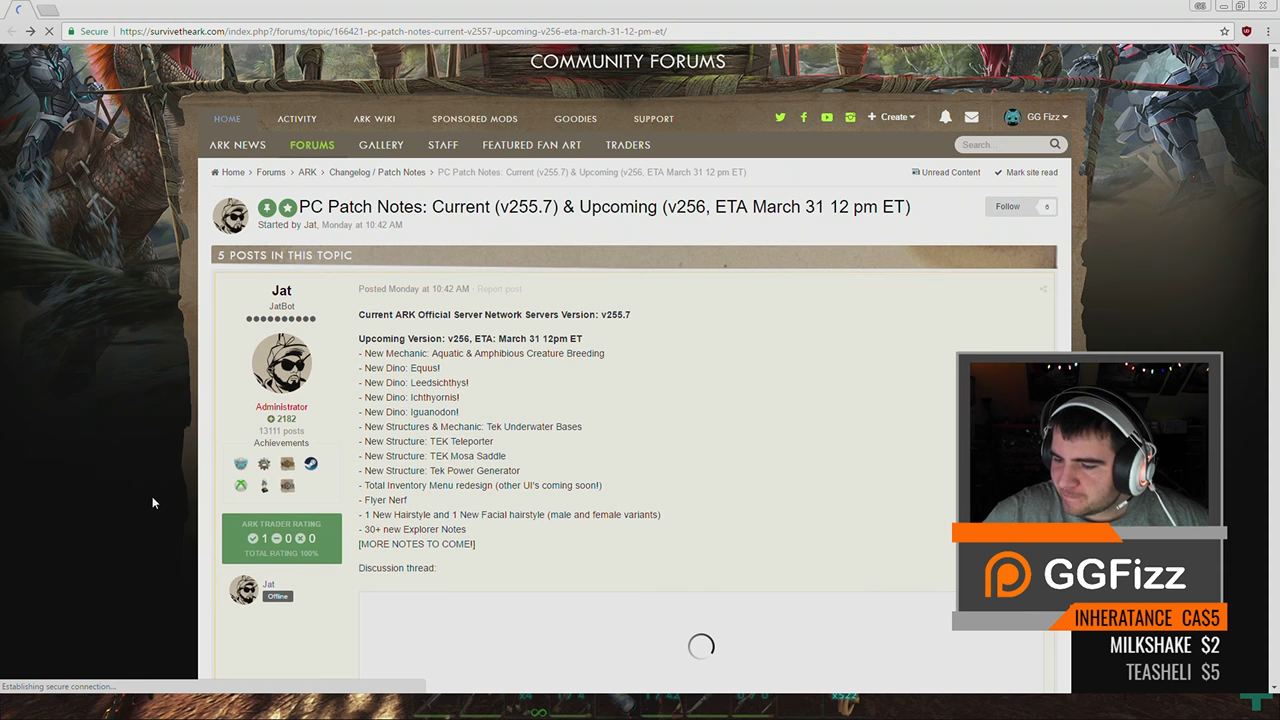 Secure | https://survivetheark.com/index.php?/forums/topic/166421-pc-patch-notes-current-v2557-upcoming-v256-eta-march-31-12-pm-et/
COMMUNITY FORUMS
HOME ACTIVITY ARK WIKI SPONSORED MODS GOODIES SUPPORT + Create GG Fizz
ARK NEWS FORUMS GALLERY STAFF FEATURED FAN ART TRADERS Search...
Home > Forums > ARK > Changelog / Patch Notes > PC Patch Notes: Current (v255.7) & Upcoming (v256, ETA March 31 12 pm ET) Unread Content Mark site read
PC Patch Notes: Current (v255.7) & Upcoming (v256, ETA March 31 12 pm ET) Follow 6
Started by Jat, Monday at 10:42 AM
5 POSTS IN THIS TOPIC
Jat
JatBot
Administrator
2182
13111 posts
Achievements
ARK TRADER RATING
1 0 0
TOTAL RATING 100%
Jat
Offline
Posted Monday at 10:42 AM · Report post
Current ARK Official Server Network Servers Version: v255.7
Upcoming Version: v256, ETA: March 31 12pm ET
- New Mechanic: Aquatic & Amphibious Creature Breeding
- New Dino: Equus!
- New Dino: Leedsichthys!
- New Dino: Ichthyornis!
- New Dino: Iguanodon!
- New Structures & Mechanic: Tek Underwater Bases
- New Structure: TEK Teleporter
- New Structure: TEK Mosa Saddle
- New Structure: Tek Power Generator
- Total Inventory Menu redesign (other UI's coming soon!)
- Flyer Nerf
- 1 New Hairstyle and 1 New Facial hairstyle (male and female variants)
- 30+ new Explorer Notes
[MORE NOTES TO COME!]
Discussion thread:
GGFizz
INHERATANCE CA$5
MILKSHAKE $2
TEASHELI $5
Establishing secure connection...